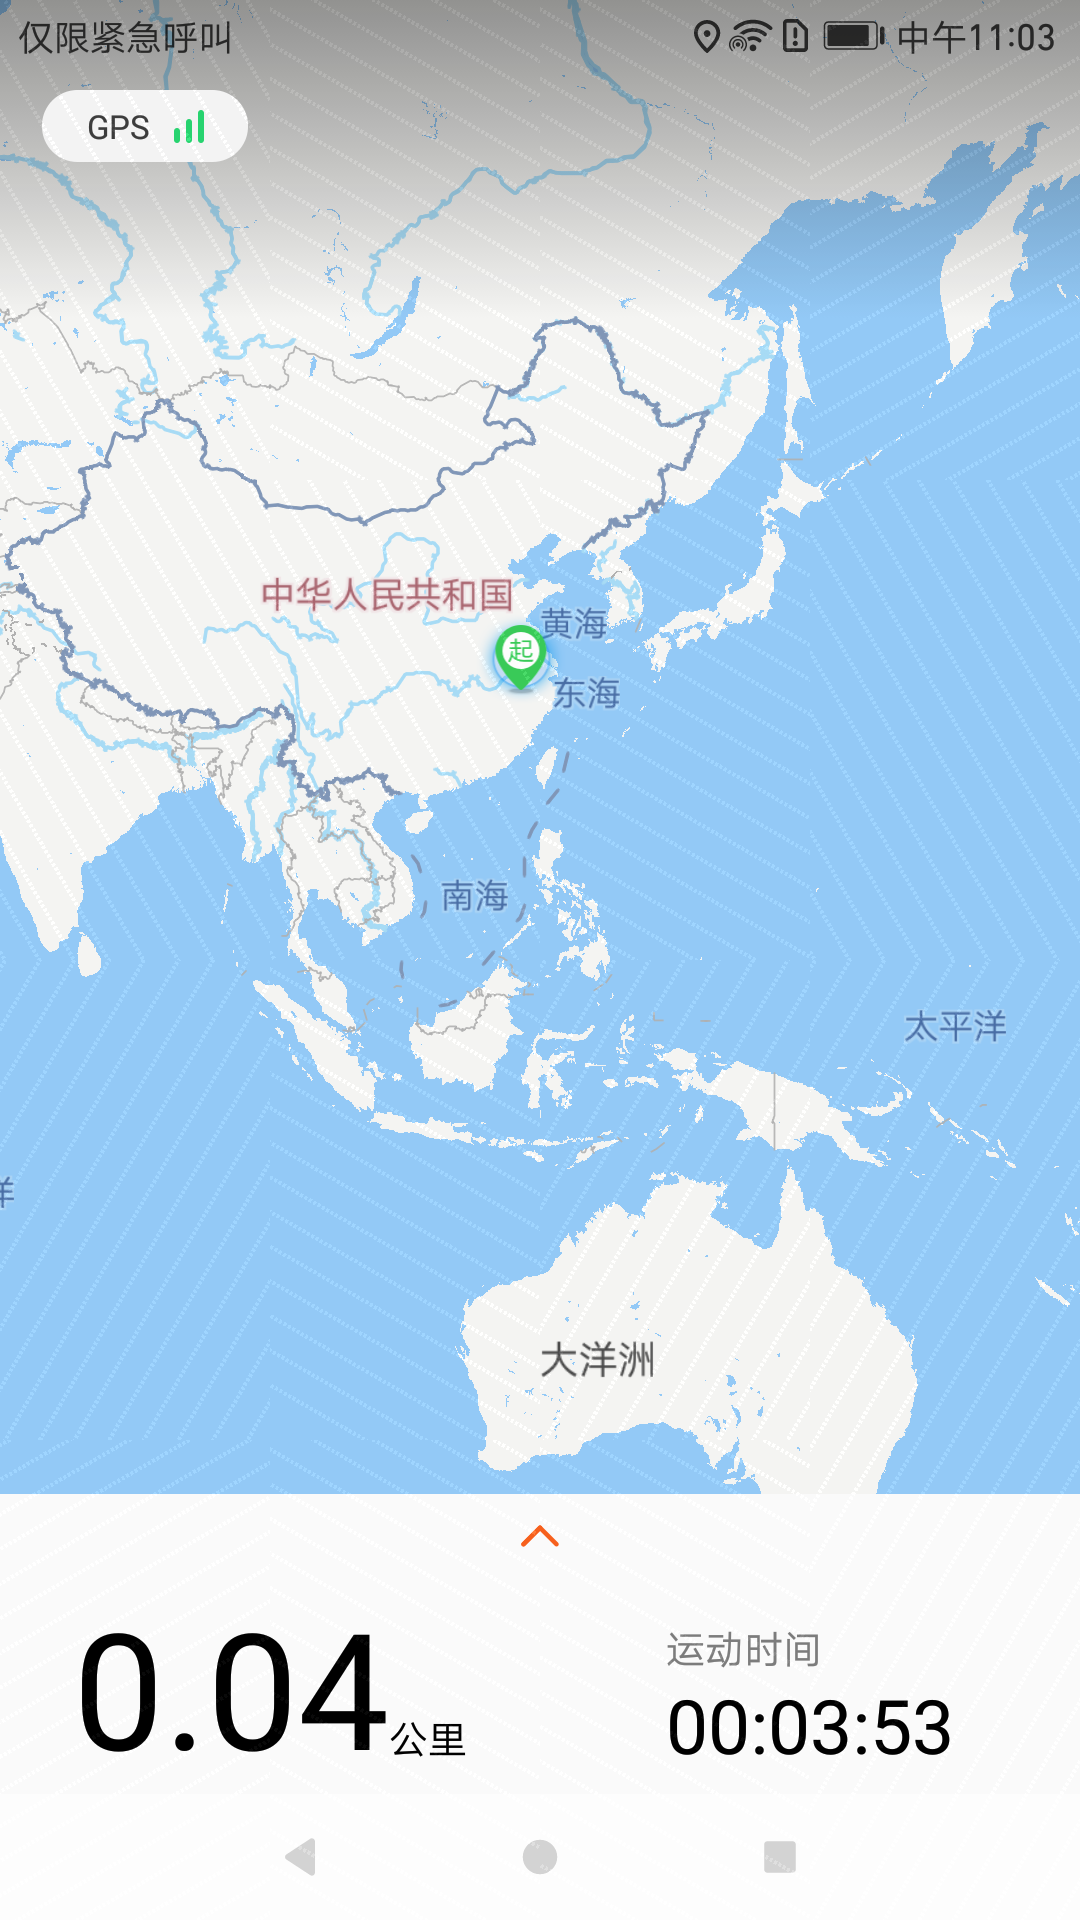 仅限紧急呼叫
中午11:03
GPS
中华人民共和国
黄海
起
东海
南海
太平洋
洋
大洋洲
运动时间
0.04公里
00:03:53